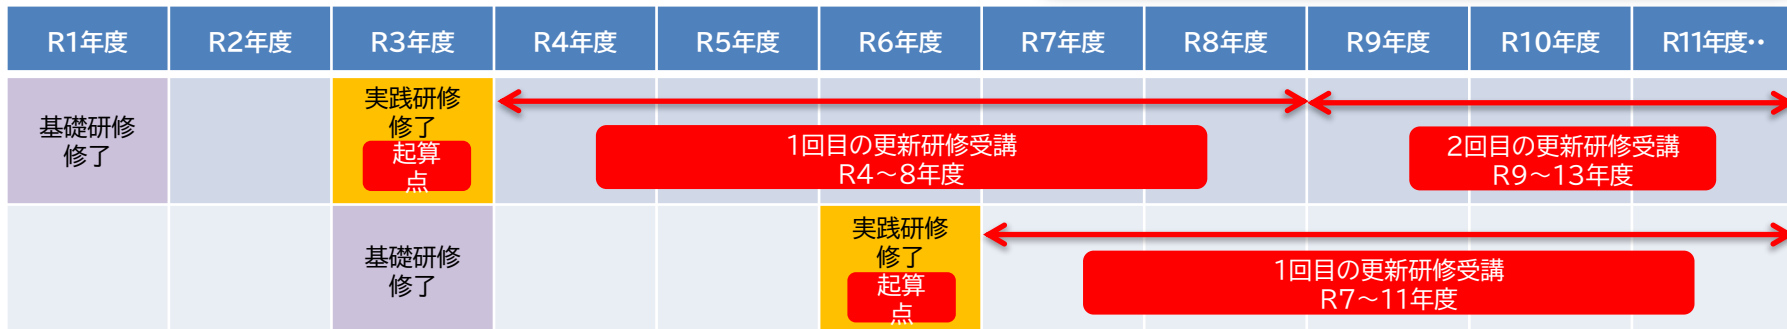 R1年度 R2年度 R3年度 R4年度 R5年度 R6年度 R7年度 R8年度 R9年度 R10年度 R11年度‥
基礎研修
修了
実践研修
修了
起算
点
1回目の更新研修受講
R4～8年度
2回目の更新研修受講
R9～13年度
基礎研修
修了
実践研修
修了
起算
点
1回目の更新研修受講
R7～11年度